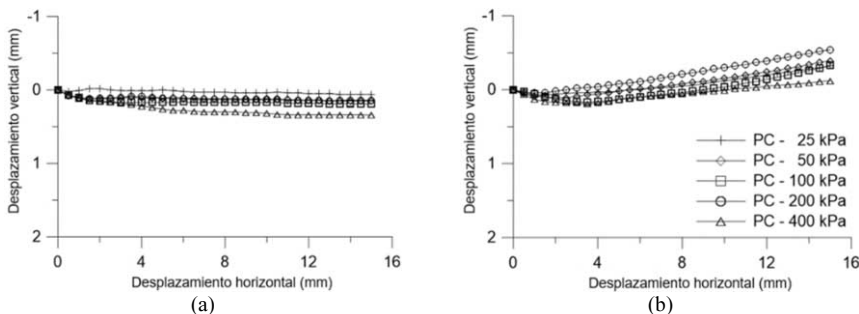 (a)
(b)
-1
0
1
2
Desplazamiento vertical (mm)
0
4
8
12
16
Desplazamiento horizontal (mm)
-1
0
1
2
Desplazamiento vertical (mm)
PC - 25 kPa
PC - 50 kPa
PC - 100 kPa
PC - 200 kPa
PC - 400 kPa
0
4
8
12
16
Desplazamiento horizontal (mm)
(a)
(b)